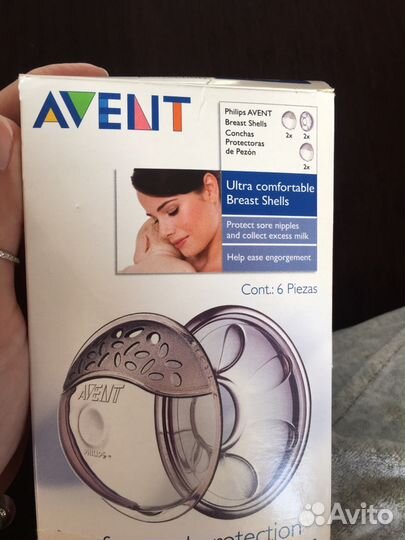 AVENT
Philips AVENT
Breast Shells
Conchas
Protectoras
de Pezón
2x 2x
2x
Ultra comfortable
Breast Shells
Protect sore nipples
and collect excess milk
Help ease engorgement
Cont.: 6 Piezas
AVENT
PHILIPS
protection
Avito